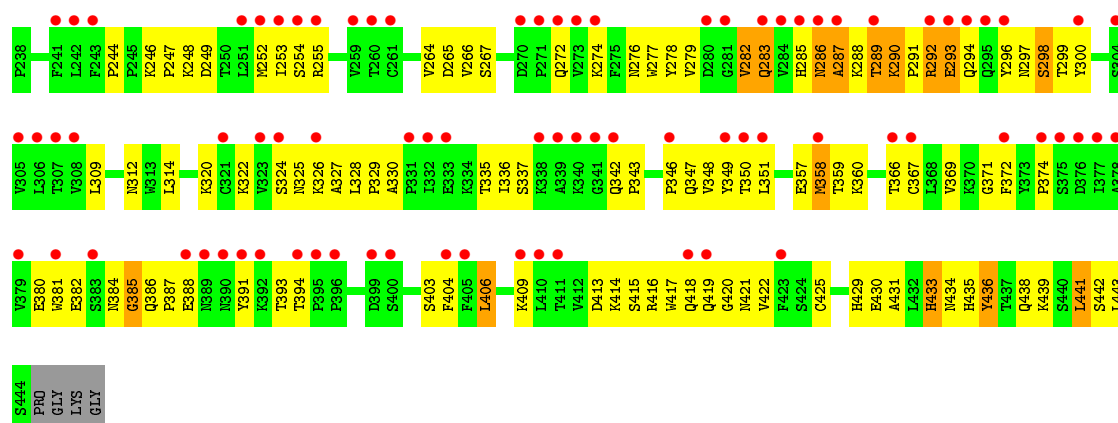 P238 F241 L242 F243 P244 P245 K246 P247 K248 D249 T250 L251 M252 I253 S254 R255 V259 T260 C261 V264 D265 V266 S267 D270 P271 Q272 V273 K274 F275 N276 W277 Y278 V279 D280 G281 V282 Q283 V284 H285 N286 A287 K288 T289 K290 P291 R292 E293 Q294 Q295 Y296 N297 S298 T299 Y300 S304
V305 L306 T307 V308 L309 N312 W313 L314 K320 C321 K322 V323 S324 N325 K326 A327 L328 P329 A330 P331 I332 E333 K334 T335 I336 S337 K338 A339 K340 G341 Q342 P343 P346 Q347 V348 Y349 T350 L351 E357 M358 T359 K360 T366 C367 L368 V369 K370 G371 F372 Y373 P374 S375 D376 I377 A378
V379 E380 W381 E382 S383 N384 G385 Q386 P387 E388 N389 N390 Y391 K392 T393 T394 P395 P396 D399 S400 S403 F404 F405 L406 K409 L410 T411 V412 D413 K414 S415 R416 W417 Q418 Q419 G420 N421 V422 F423 S424 C425 H429 E430 A431 L432 H433 N434 H435 Y436 T437 Q438 K439 S440 L441 S442 L443
S444 PRO GLY LYS GLY